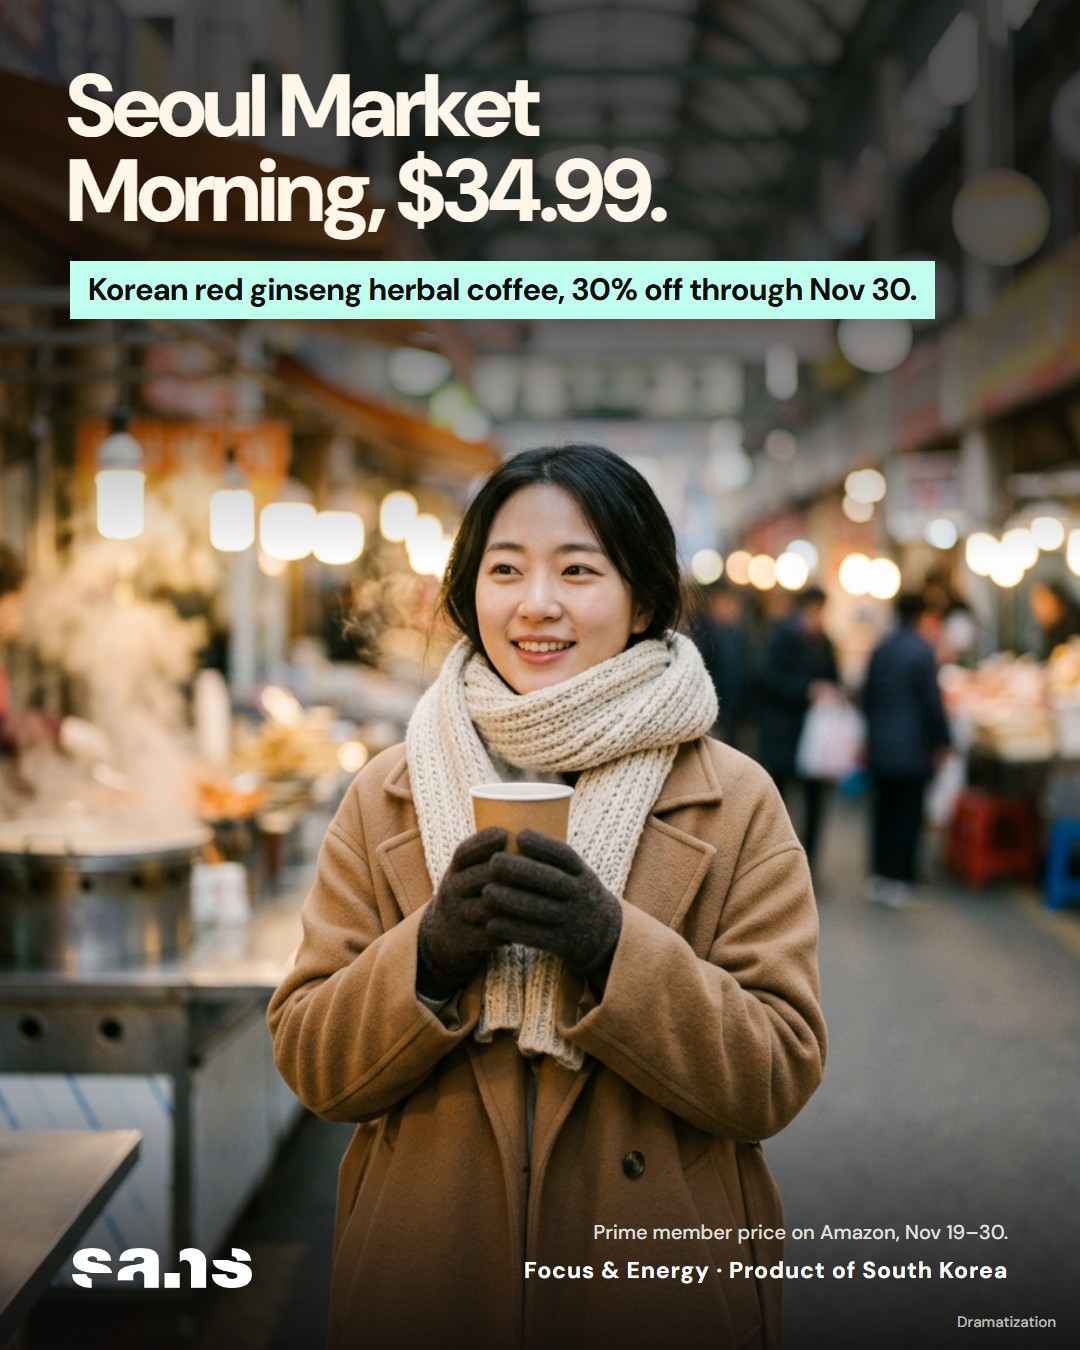 Seoul Market
Morning, $34.99.
Korean red ginseng herbal coffee, 30% off through Nov 30.
Prime member price on Amazon, Nov 19–30.
sans
Focus & Energy · Product of South Korea
Dramatization